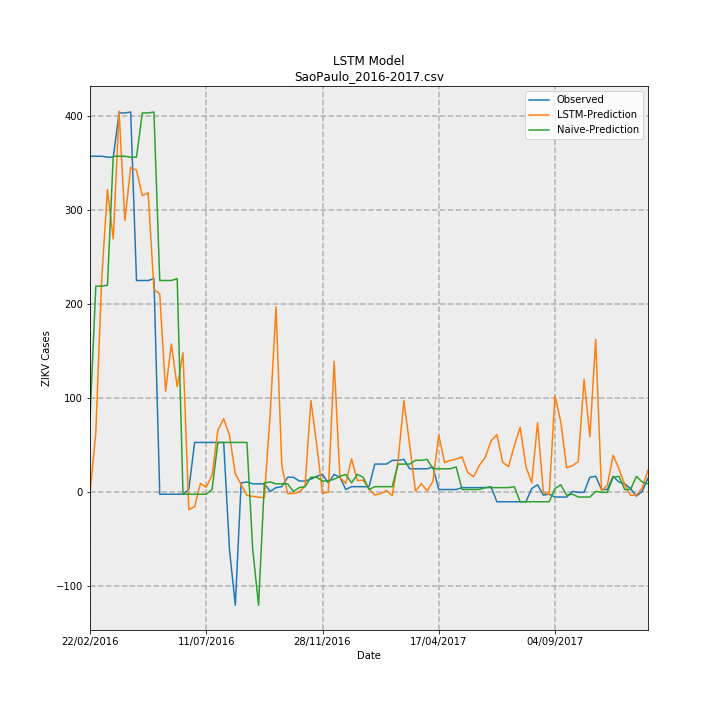 LSTM Model
SaoPaulo_2016-2017.csv
Observed
LSTM-Prediction
Naive-Prediction
400
300
200
100
0
−100
ZIKV Cases
22/02/2016
11/07/2016
28/11/2016
17/04/2017
04/09/2017
Date